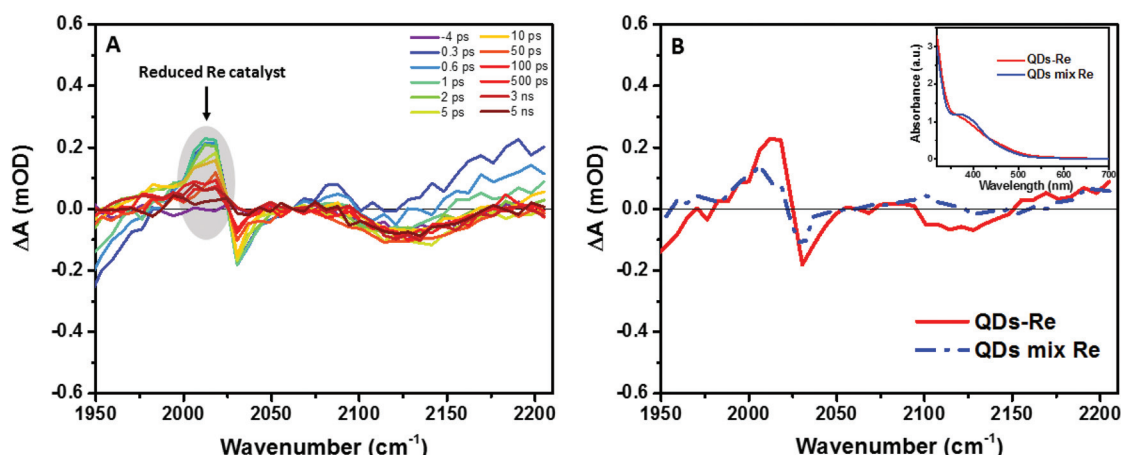 A
Reduced Re catalyst
-4 ps
0.3 ps
0.6 ps
1 ps
2 ps
5 ps
10 ps
50 ps
100 ps
500 ps
3 ns
5 ns
0.6
0.4
0.2
0.0
-0.2
-0.4
-0.6
ΔA (mOD)
1950
2000
2050
2100
2150
2200
Wavenumber (cm⁻¹)
B
0.6
0.4
0.2
0.0
-0.2
-0.4
-0.6
ΔA (mOD)
QDs-Re
QDs mix Re
3
2
1
0
Absorbance (a.u.)
400
500
600
700
Wavelength (nm)
QDs-Re
QDs mix Re
1950
2000
2050
2100
2150
2200
Wavenumber (cm⁻¹)